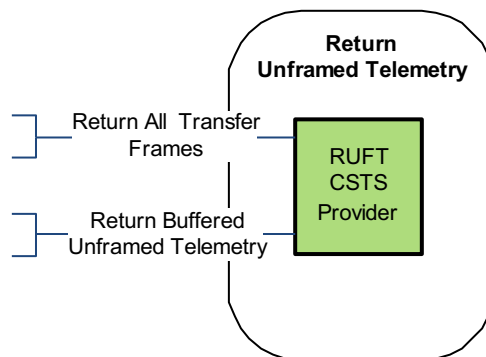 Return
Unframed Telemetry
Return All Transfer
Frames
RUFT
CSTS
Provider
Return Buffered
Unframed Telemetry